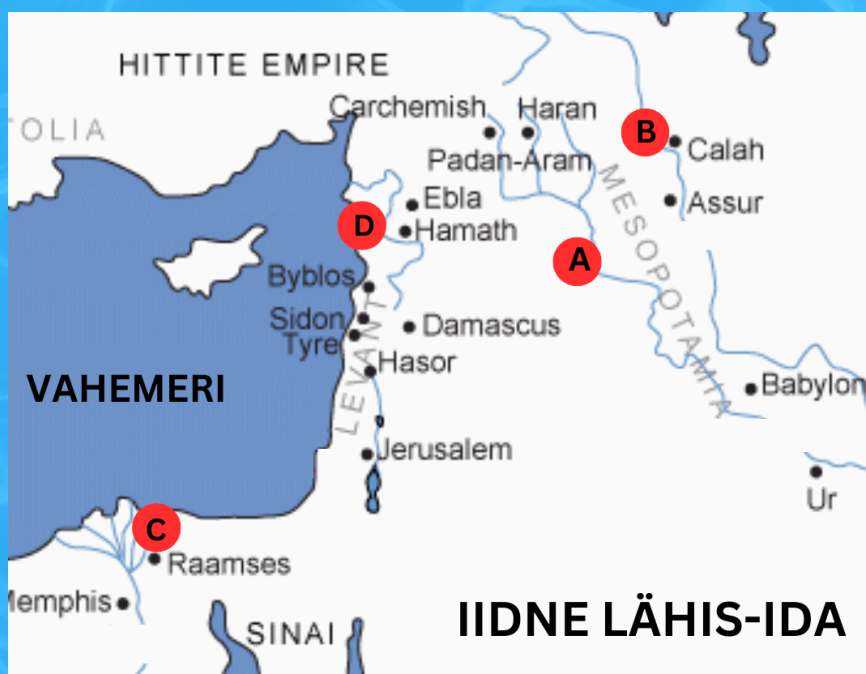 HITTITE EMPIRE
TOLIA
Carchemish
Haran
Padan-Aram
B
Calah
Assur
Ebla
Hamath
D
MESOPOTAMIA
A
Byblos
Sidon
Tyre
Damascus
LEVANT
Hasor
VAHEMERI
Babylon
Jerusalem
Ur
C
Raamses
Memphis
SINAI
IIDNE LÄHIS-IDA